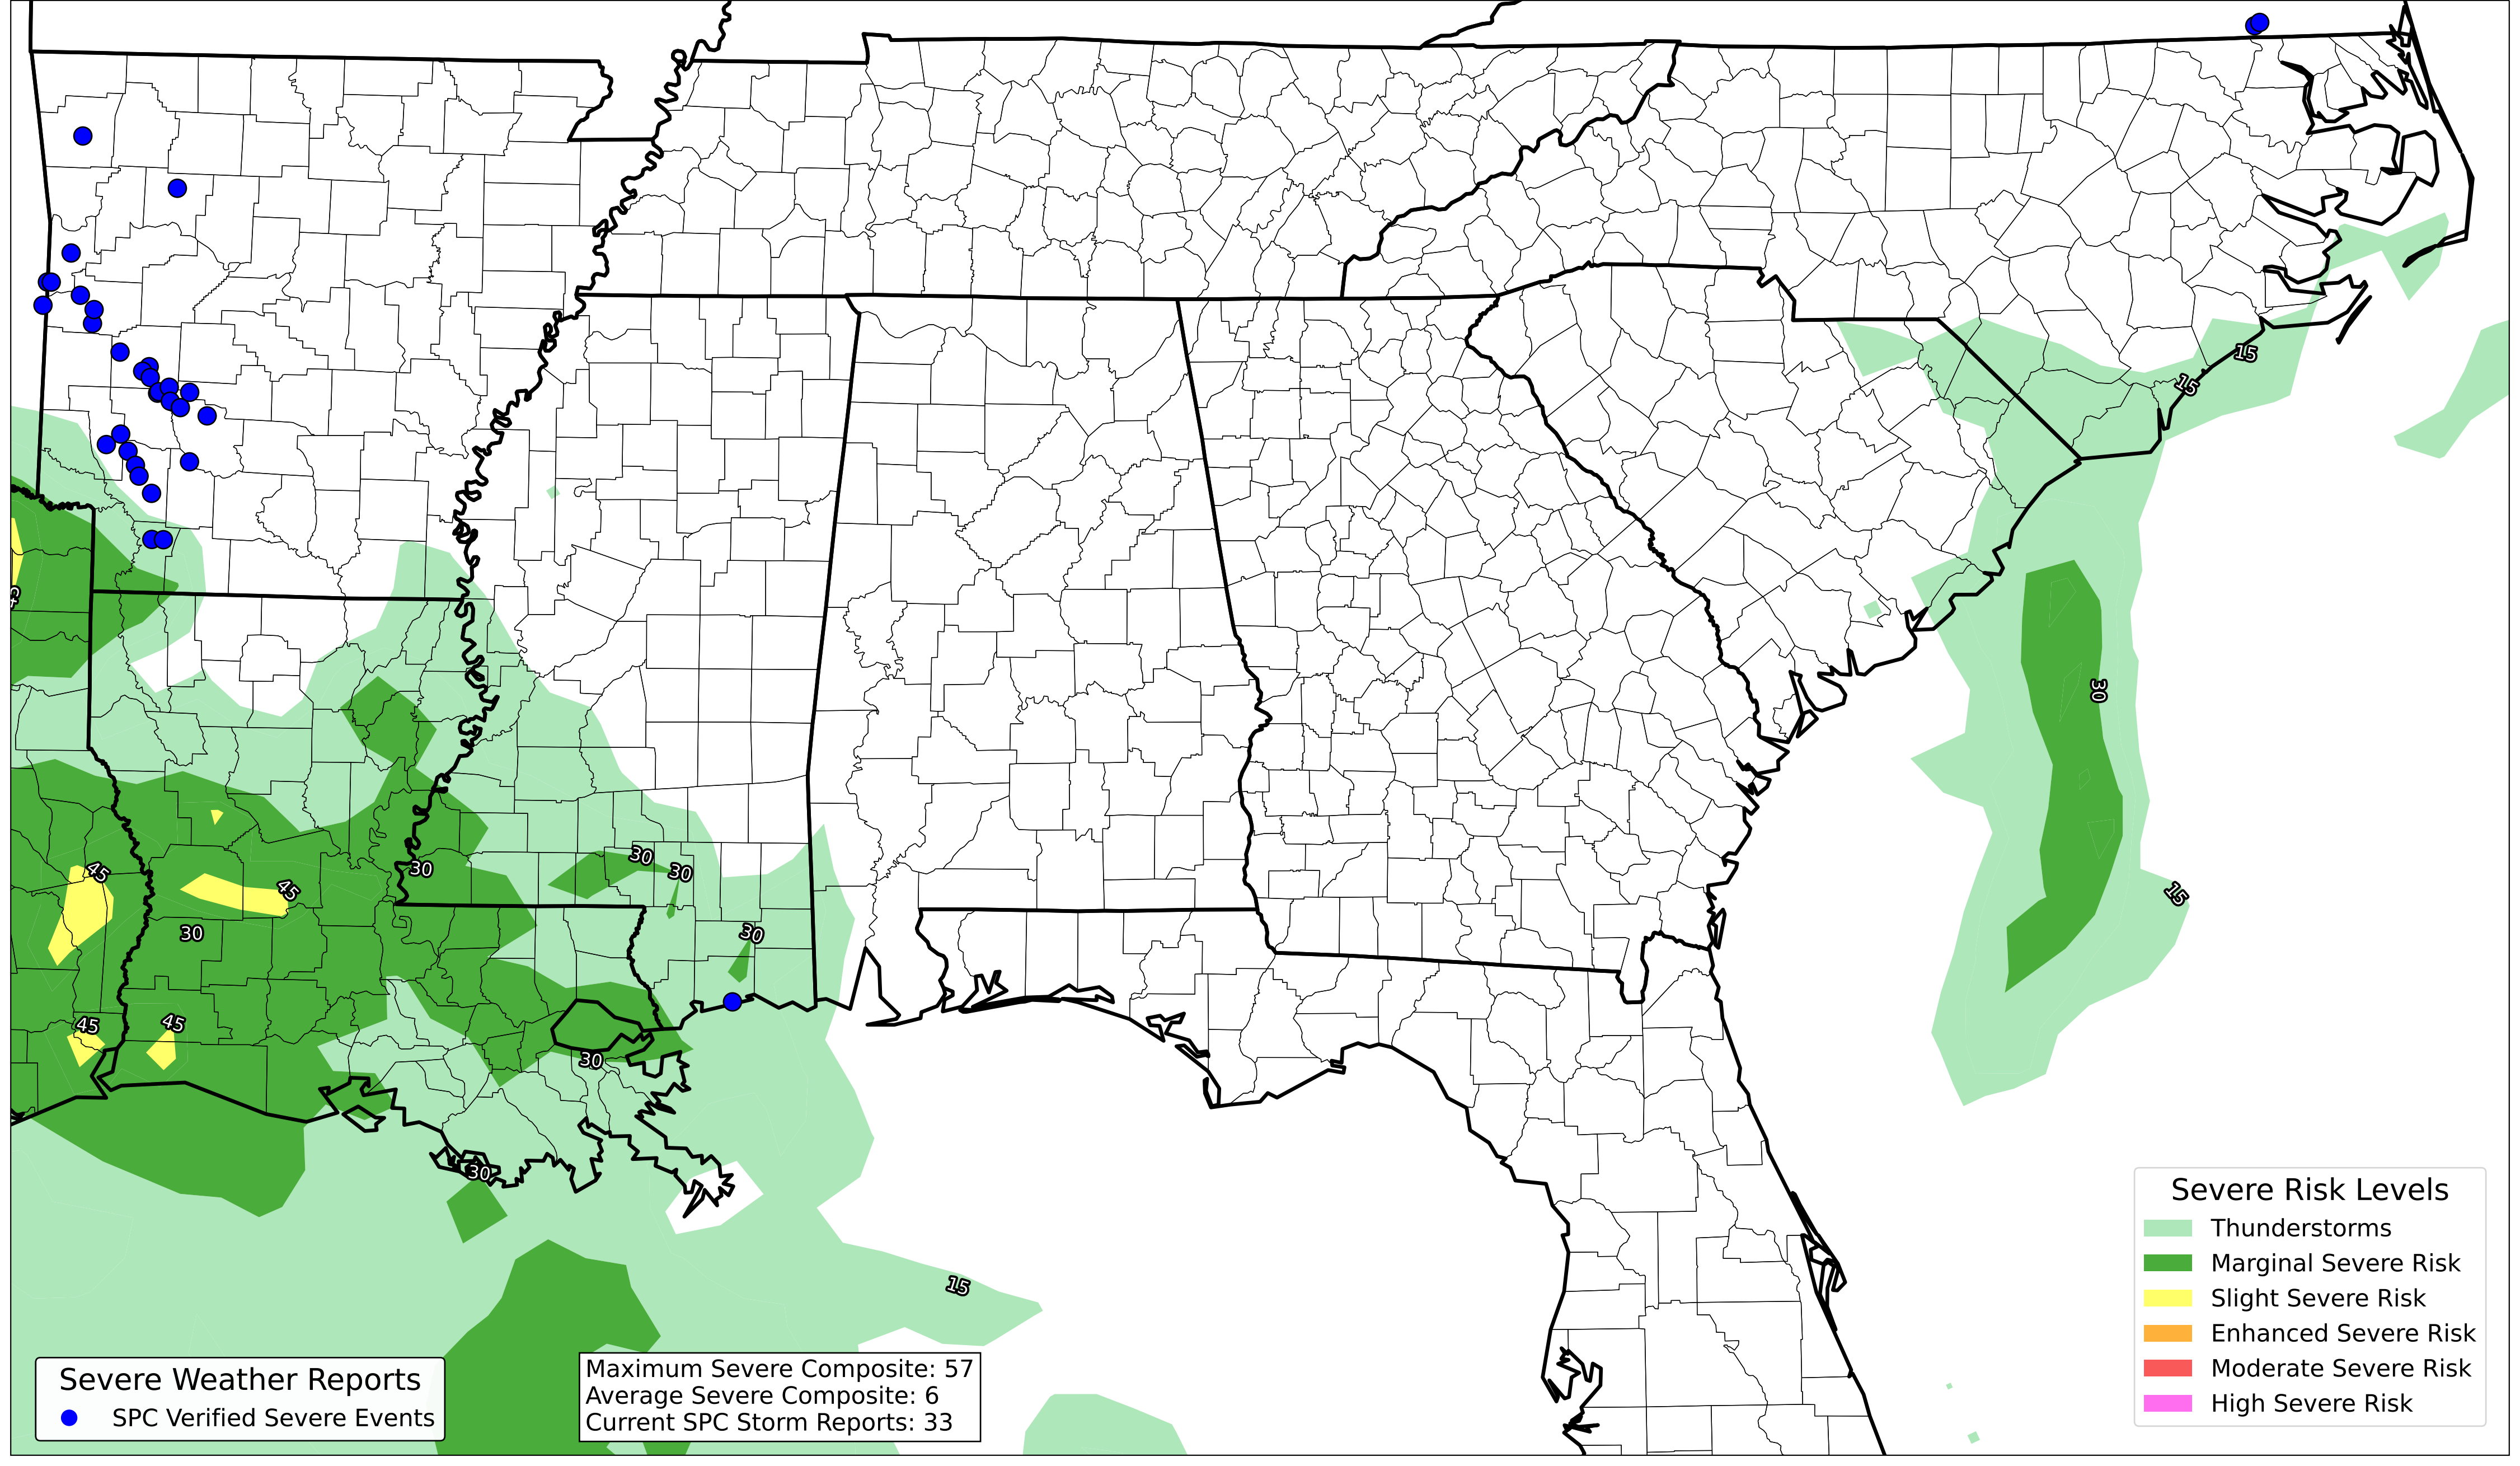 15
15
45
30
45
45
30
30
30
30
15
30
45
45
30
30
15
Severe Risk Levels
Thunderstorms
Marginal Severe Risk
Slight Severe Risk
Enhanced Severe Risk
Moderate Severe Risk
High Severe Risk
Severe Weather Reports
SPC Verified Severe Events
Maximum Severe Composite: 57
Average Severe Composite: 6
Current SPC Storm Reports: 33